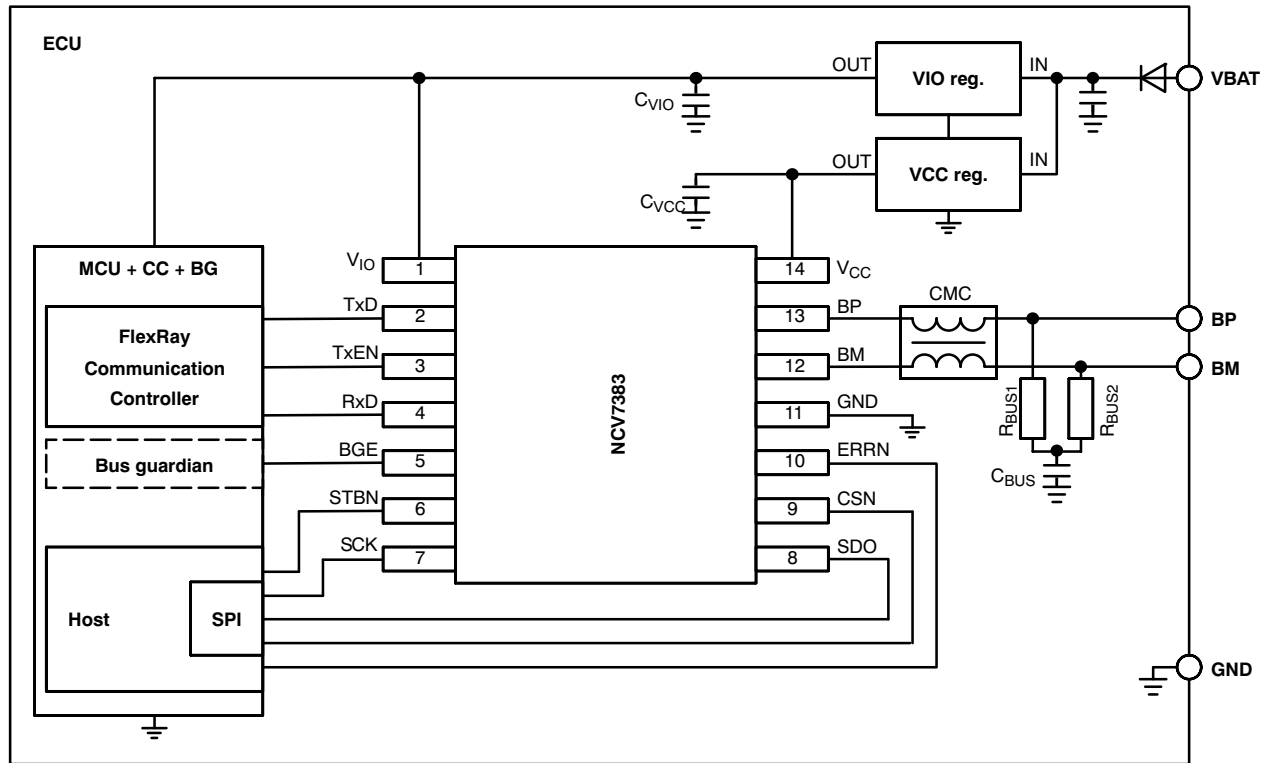 ECU
OUT
VIO reg.
IN
VBAT
CVIO
OUT
VCC reg.
IN
CVCC
MCU + CC + BG
VIO
1
14
VCC
FlexRay
Communication
Controller
TxD
2
13
BP
CMC
BP
TxEN
3
12
BM
BM
RxD
4
11
GND
RBUS1
RBUS2
NCV7383
Bus guardian
BGE
5
10
ERRN
CBUS
STBN
6
9
CSN
SCK
7
8
SDO
Host
SPI
GND